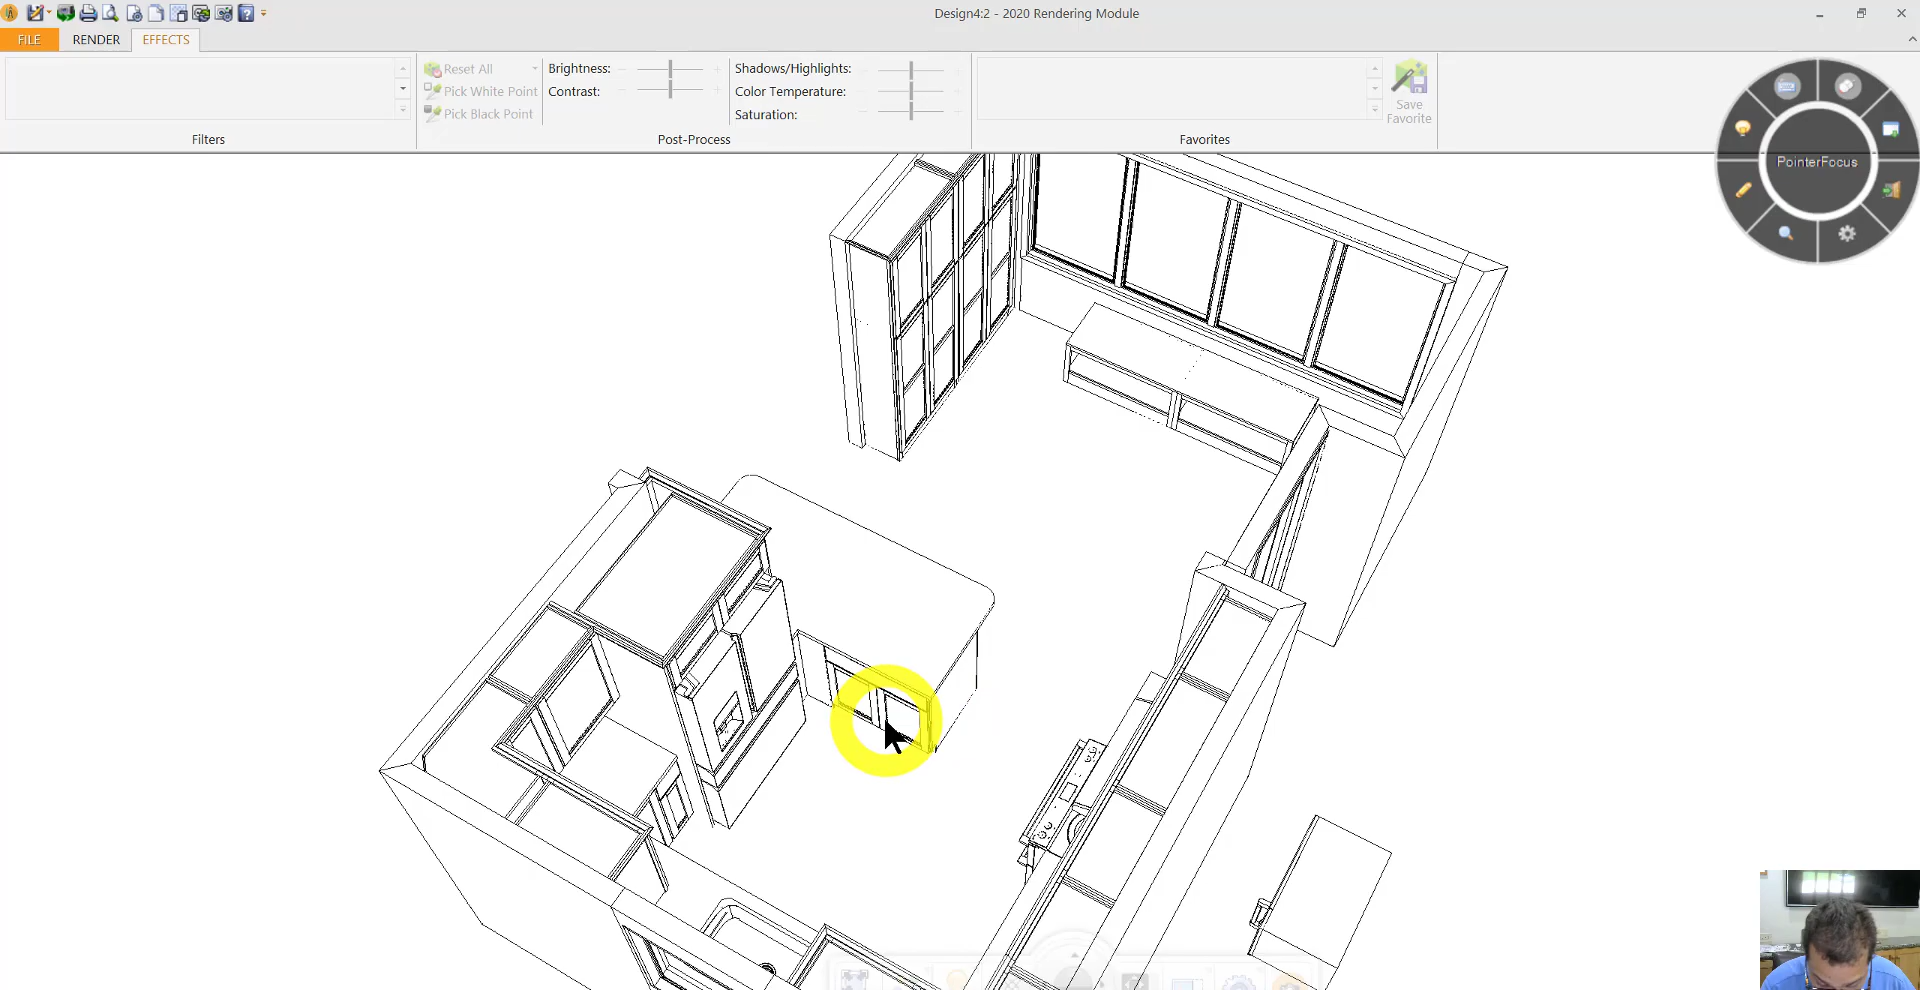 Design4:2 - 2020 Rendering Module
FILE RENDER EFFECTS
Reset All
Pick White Point
Pick Black Point
Brightness:
Contrast:
Shadows/Highlights:
Color Temperature:
Saturation:
Save
Favorite
Filters
Post-Process
Favorites
PointerFocus